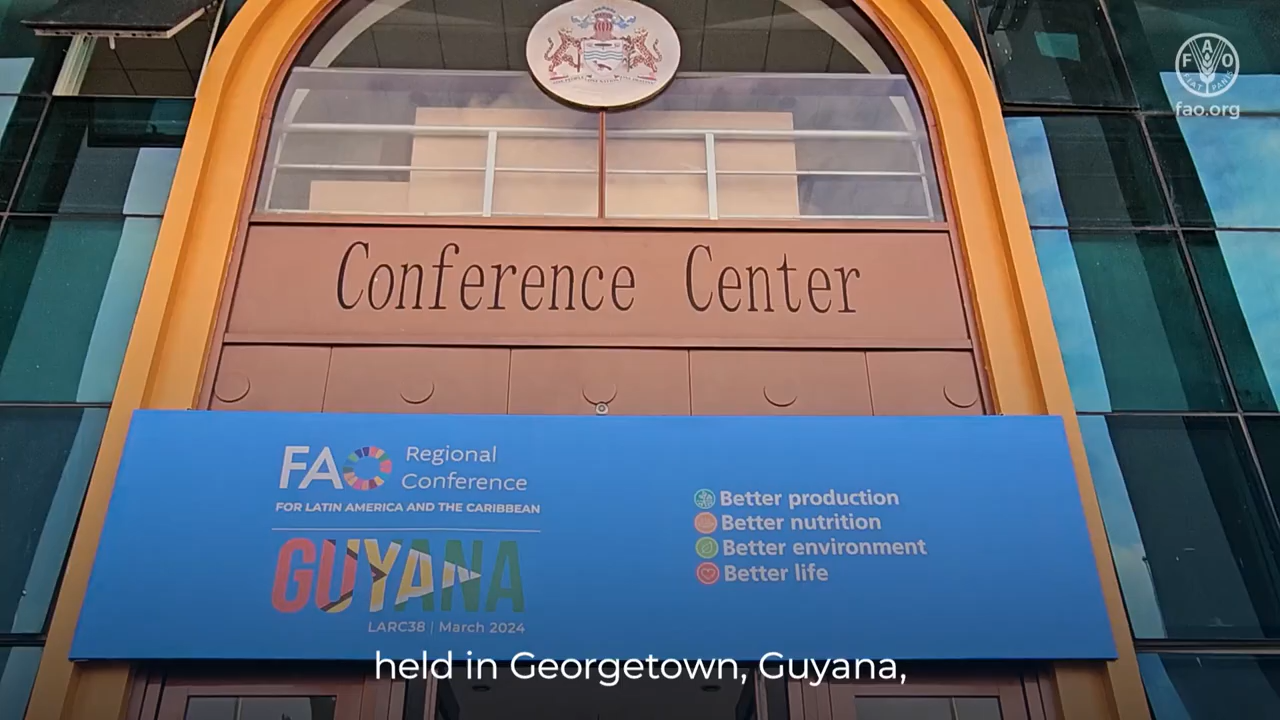 fao.org
Conference Center
FAO Regional
Conference
FOR LATIN AMERICA AND THE CARIBBEAN
GUYANA
LARC38 | March 2024
Better production
Better nutrition
Better environment
Better life
held in Georgetown, Guyana,